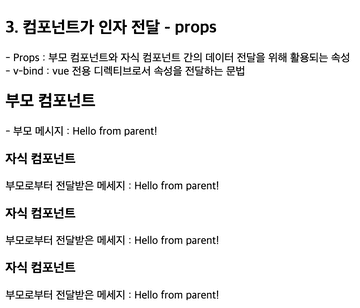 3. 컴포넌트가 인자 전달 - props
- Props : 부모 컴포넌트와 자식 컴포넌트 간의 데이터 전달을 위해 활용되는 속성
- v-bind : vue 전용 디렉티브로서 속성을 전달하는 문법
부모 컴포넌트
- 부모 메시지 : Hello from parent!
자식 컴포넌트
부모로부터 전달받은 메세지 : Hello from parent!
자식 컴포넌트
부모로부터 전달받은 메세지 : Hello from parent!
자식 컴포넌트
부모로부터 전달받은 메세지 : Hello from parent!